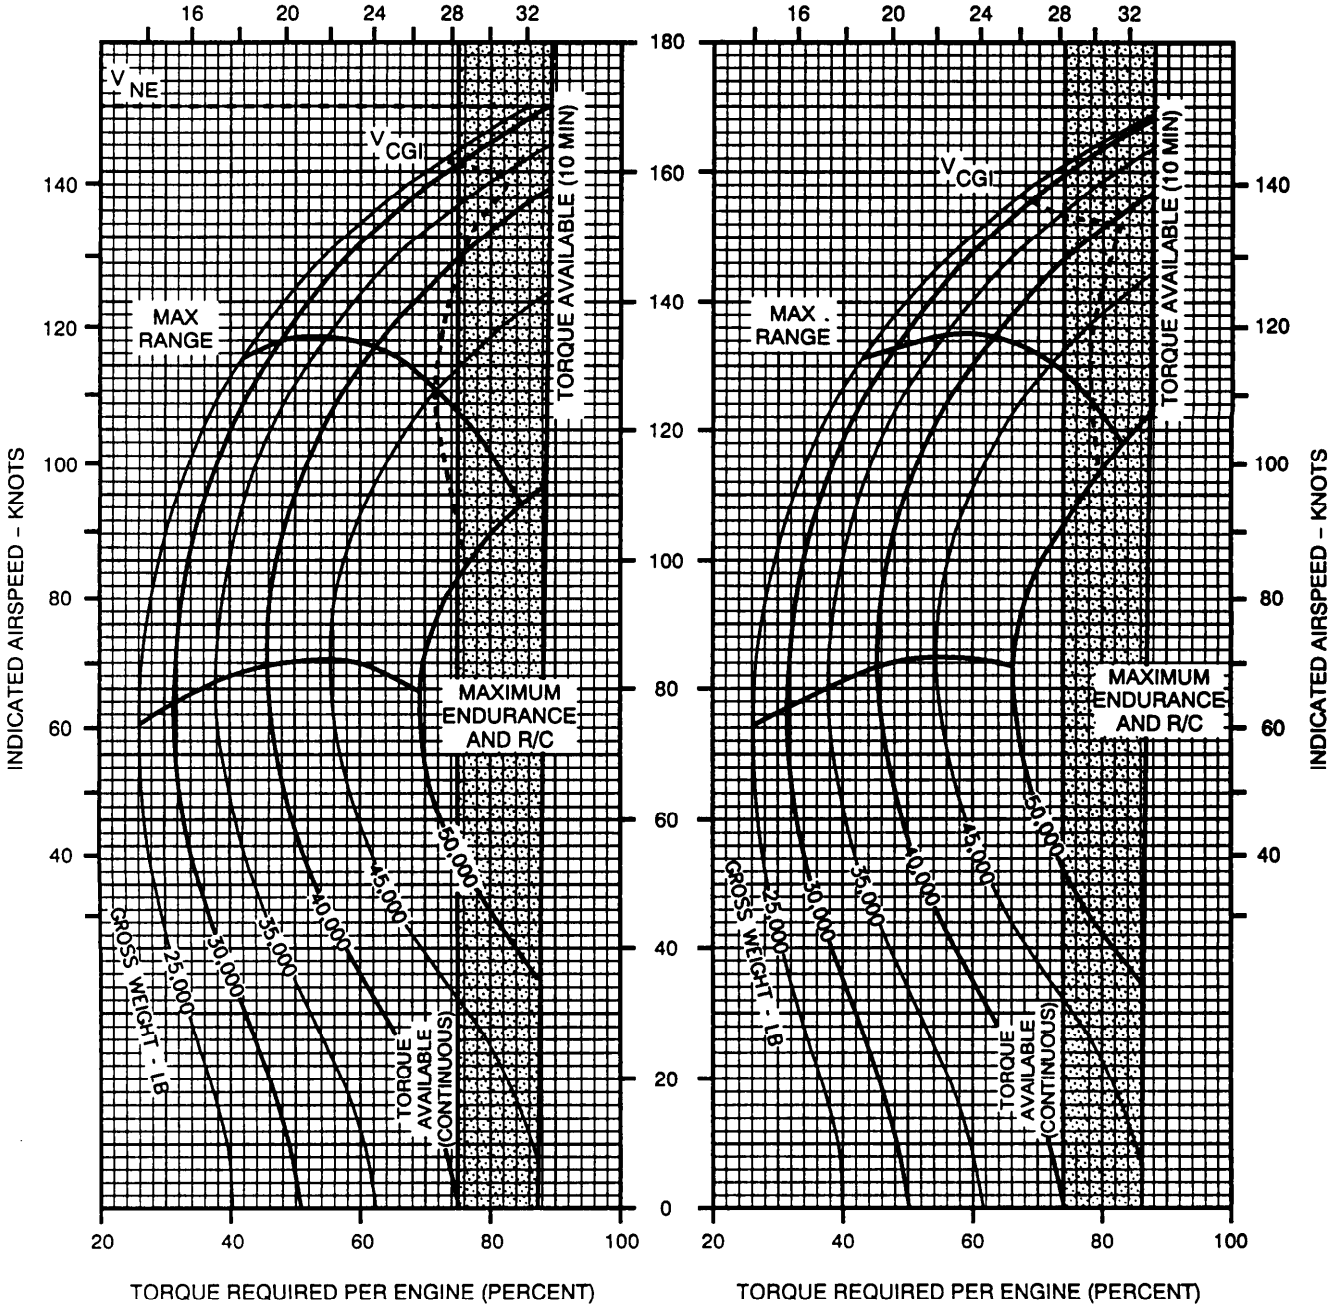 16 20 24 28 32
16 20 24 28 32
V NE
V CGI
MAX
RANGE
TORQUE AVAILABLE (10 MIN)
MAXIMUM
ENDURANCE
AND R/C
GROSS WEIGHT - LB
25,000
30,000
35,000
40,000
45,000
50,000
TORQUE
AVAILABLE
(CONTINUOUS)
INDICATED AIRSPEED – KNOTS
140
120
100
80
60
40
180
160
140
120
100
80
60
40
20
0
V CGI
MAX .
RANGE
TORQUE AVAILABLE (10 MIN)
MAXIMUM
ENDURANCE
AND R/C
GROSS WEIGHT - LB
25,000
30,000
35,000
40,000
45,000
50,000
TORQUE
AVAILABLE
(CONTINUOUS)
140
120
100
80
60
40
INDICATED AIRSPEED – KNOTS
20 40 60 80 100
20 40 60 80 100
TORQUE REQUIRED PER ENGINE (PERCENT)
TORQUE REQUIRED PER ENGINE (PERCENT)